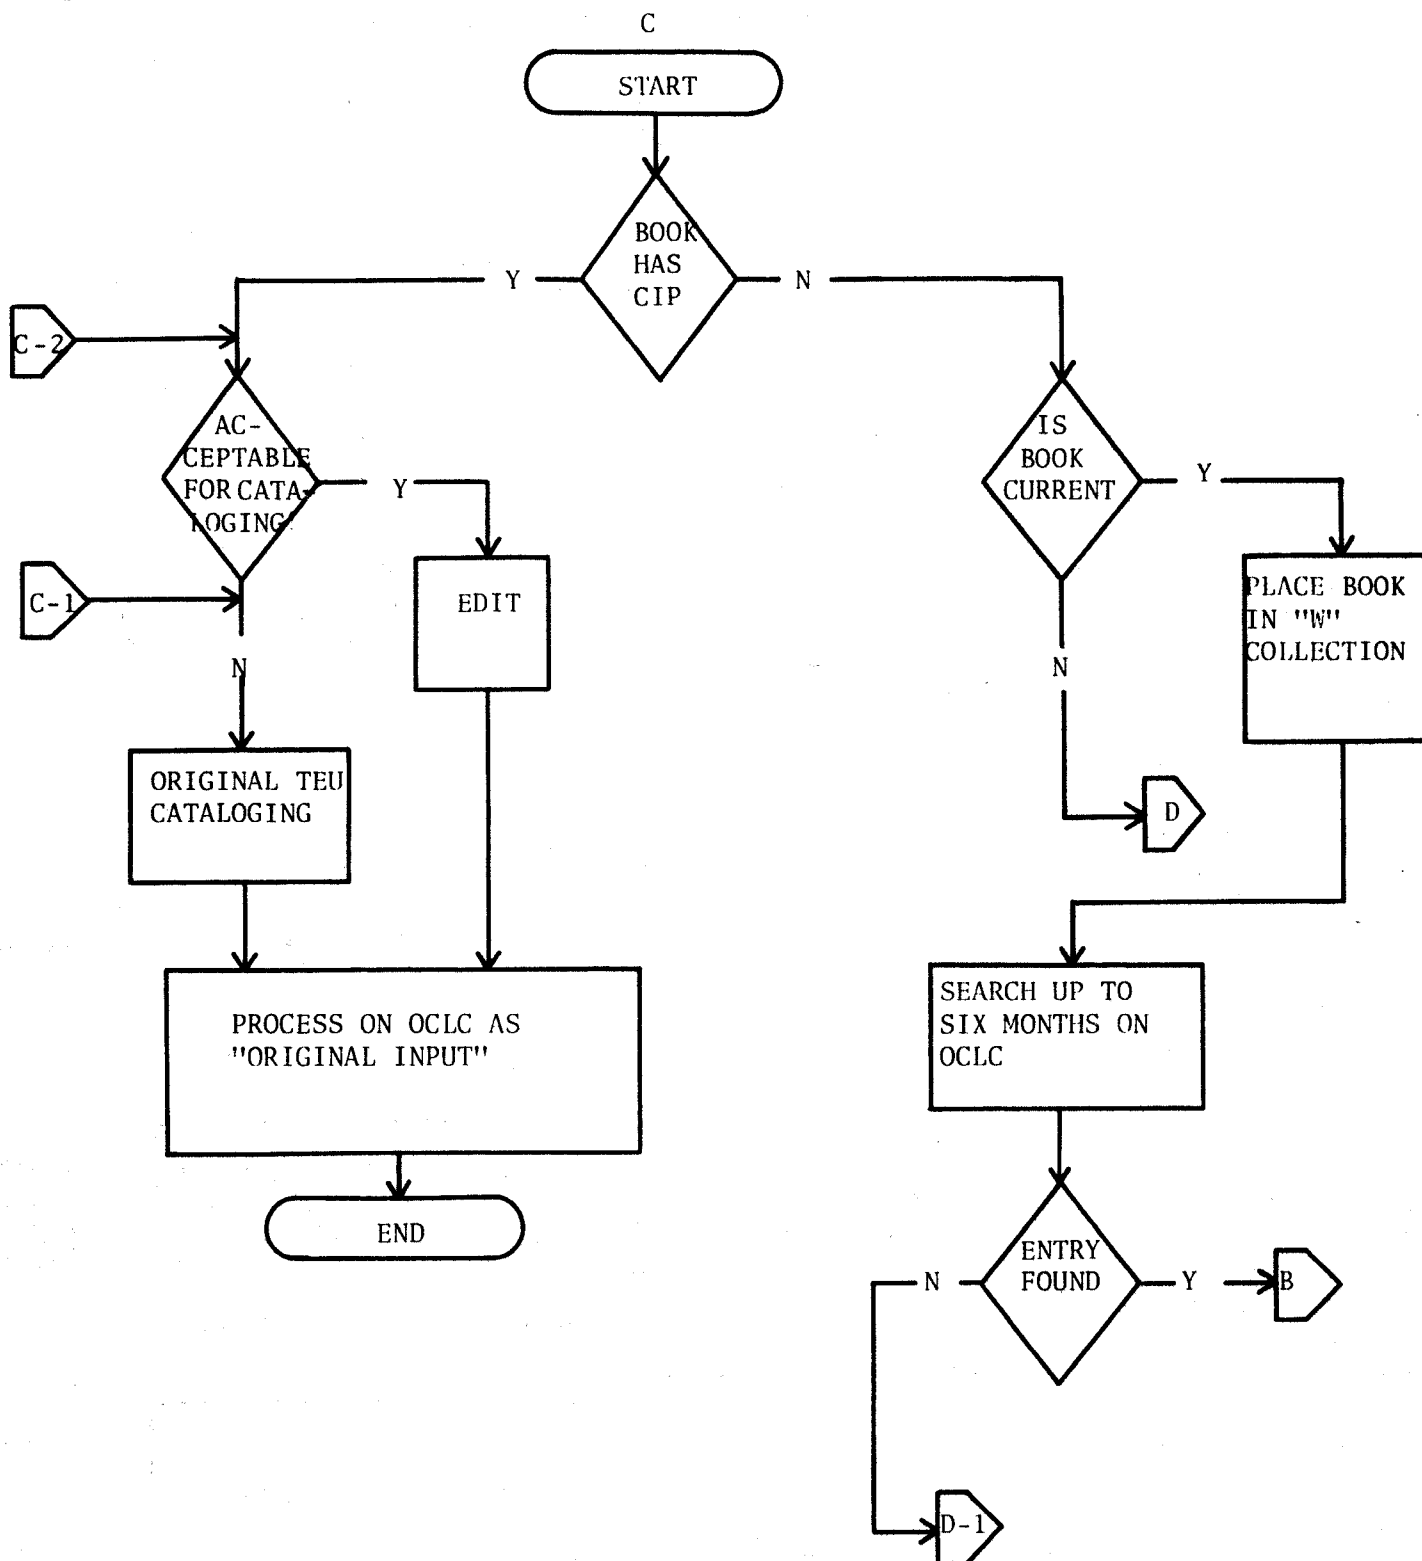 C
START
BOOK
HAS
CIP
Y
N
C-2
AC-
CEPTABLE
FOR CATA-
LOGING?
Y
IS
BOOK
CURRENT
Y
C-1
N
EDIT
PLACE BOOK
IN "W"
COLLECTION
N
ORIGINAL TEU
CATALOGING
D
PROCESS ON OCLC AS
"ORIGINAL INPUT"
SEARCH UP TO
SIX MONTHS ON
OCLC
END
ENTRY
FOUND
N
Y
B
D-1